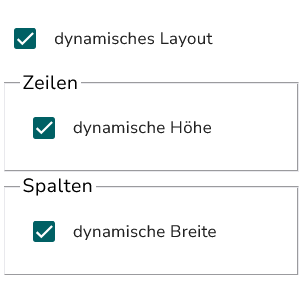 dynamisches Layout
Zeilen
dynamische Höhe
Spalten
dynamische Breite